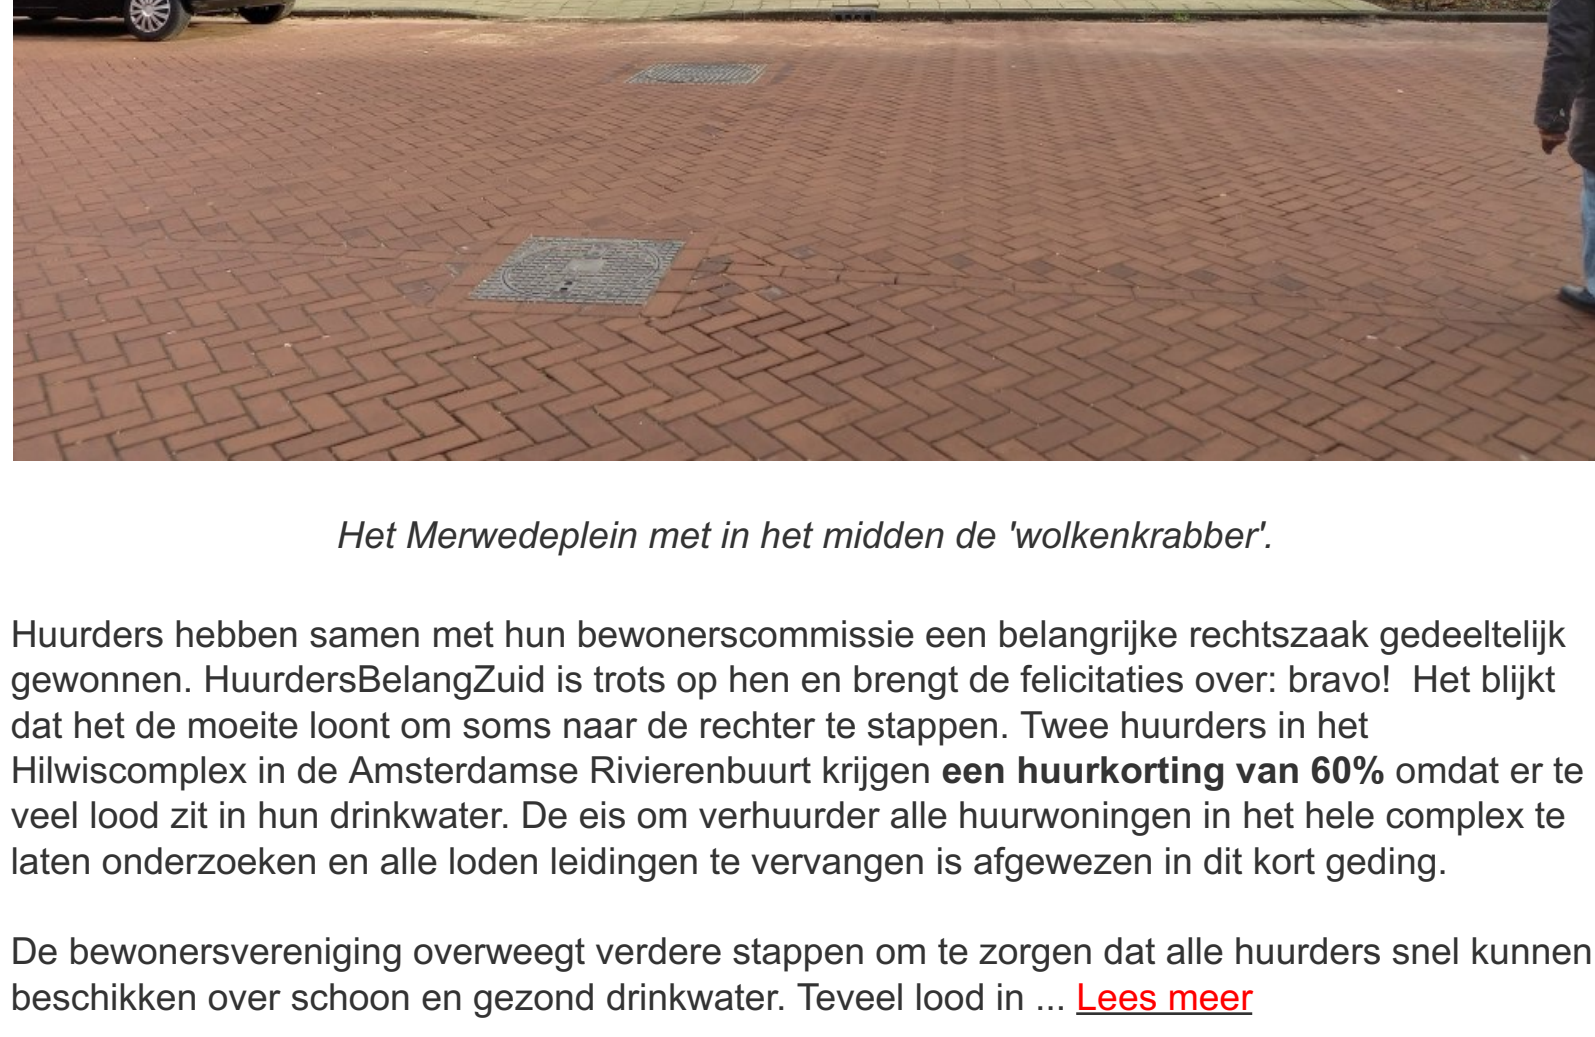 Het Merwedeplein met in het midden de 'wolkenkrabber'.
Huurders hebben samen met hun bewonerscommissie een belangrijke rechtszaak gedeeltelijk
gewonnen. HuurdersBelangZuid is trots op hen en brengt de felicitaties over: bravo!  Het blijkt
dat het de moeite loont om soms naar de rechter te stappen. Twee huurders in het
Hilwiscomplex in de Amsterdamse Rivierenbuurt krijgen een huurkorting van 60% omdat er te
veel lood zit in hun drinkwater. De eis om verhuurder alle huurwoningen in het hele complex te
laten onderzoeken en alle loden leidingen te vervangen is afgewezen in dit kort geding.
De bewonersvereniging overweegt verdere stappen om te zorgen dat alle huurders snel kunnen
beschikken over schoon en gezond drinkwater. Teveel lood in ... Lees meer